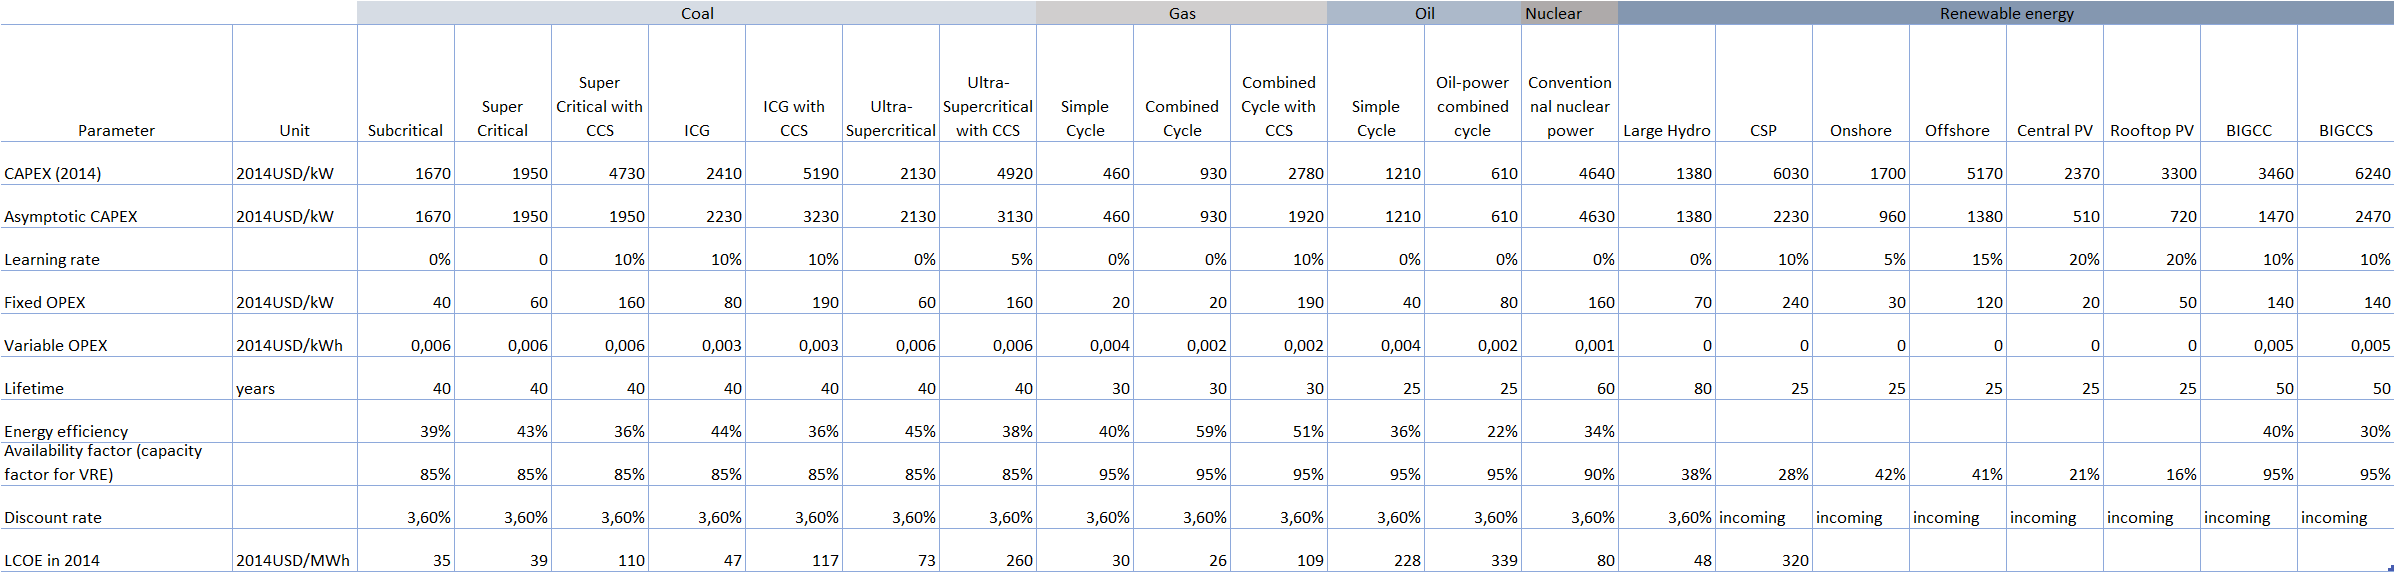 Coal Gas Oil Nuclear Renewable energy
Parameter Unit Subcritical Super Critical Super Critical with CCS ICG ICG with CCS Ultra-Supercritical Ultra-Supercritical with CCS Simple Cycle Combined Cycle Combined Cycle with CCS Simple Cycle Oil-power combined cycle Convention nal nuclear power Large Hydro CSP Onshore Offshore Central PV Rooftop PV BIGCC BIGCCS
CAPEX (2014) 2014USD/kW 1670 1950 4730 2410 5190 2130 4920 460 930 2780 1210 610 4640 1380 6030 1700 5170 2370 3300 3460 6240
Asymptotic CAPEX 2014USD/kW 1670 1950 1950 2230 3230 2130 3130 460 930 1920 1210 610 4630 1380 2230 960 1380 510 720 1470 2470
Learning rate 0% 0 10% 10% 10% 0% 5% 0% 0% 10% 0% 0% 0% 0% 10% 5% 15% 20% 20% 10% 10%
Fixed OPEX 2014USD/kW 40 60 160 80 190 60 160 20 20 190 40 80 160 70 240 30 120 20 50 140 140
Variable OPEX 2014USD/kWh 0,006 0,006 0,006 0,003 0,003 0,006 0,006 0,004 0,002 0,002 0,004 0,002 0,001 0 0 0 0 0 0 0,005 0,005
Lifetime years 40 40 40 40 40 40 40 30 30 30 25 25 60 80 25 25 25 25 25 50 50
Energy efficiency 39% 43% 36% 44% 36% 45% 38% 40% 59% 51% 36% 22% 34% 40% 30%
Availability factor (capacity
factor for VRE) 85% 85% 85% 85% 85% 85% 85% 95% 95% 95% 95% 95% 90% 38% 28% 42% 41% 21% 16% 95% 95%
Discount rate 3,60% 3,60% 3,60% 3,60% 3,60% 3,60% 3,60% 3,60% 3,60% 3,60% 3,60% 3,60% 3,60% 3,60% incoming incoming incoming incoming incoming incoming incoming
LCOE in 2014 2014USD/MWh 35 39 110 47 117 73 260 30 26 109 228 339 80 48 320